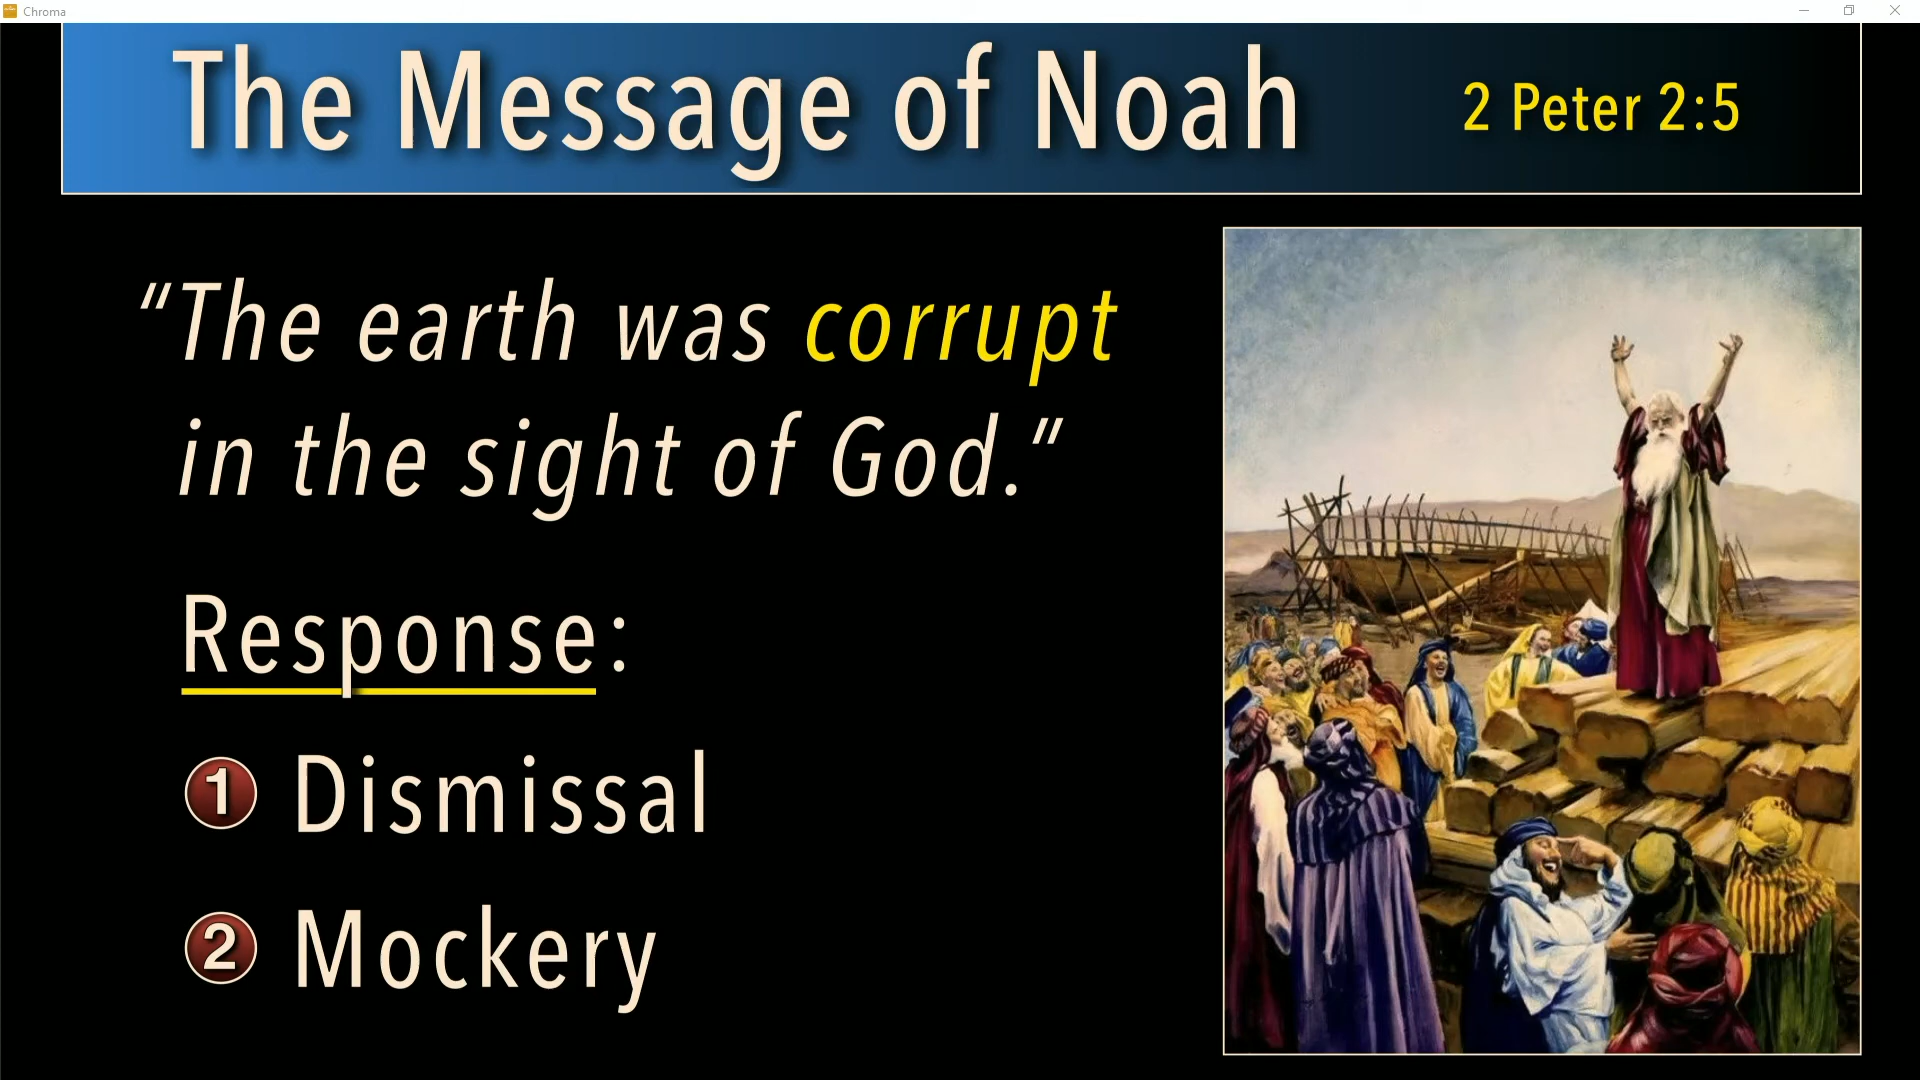 Chroma
The Message of Noah
2 Peter 2:5
“The earth was corrupt
in the sight of God.”
Response:
1 Dismissal
2 Mockery